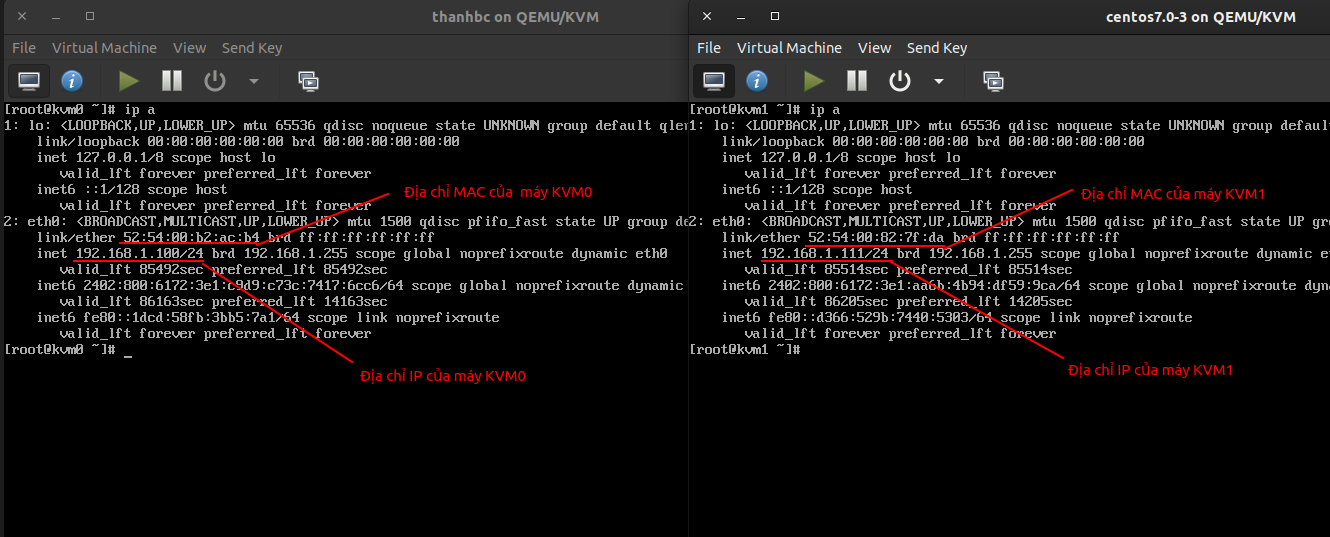 thanhbc on QEMU/KVM
File Virtual Machine View Send Key
[root@kvm0 ~]# ip a
1: lo: <LOOPBACK,UP,LOWER_UP> mtu 65536 qdisc noqueue state UNKNOWN group default qler
link/loopback 00:00:00:00:00:00 brd 00:00:00:00:00:00
inet 127.0.0.1/8 scope host lo
valid_lft forever preferred_lft forever
inet6 ::1/128 scope host
valid_lft forever preferred_lft forever
Địa chỉ MAC của máy KVM0
2: eth0: <BROADCAST,MULTICAST,UP,LOWER_UP> mtu 1500 qdisc pfifo_fast state UP group de
link/ether 52:54:00:b2:ac:b4 brd ff:ff:ff:ff:ff:ff
inet 192.168.1.100/24 brd 192.168.1.255 scope global noprefixroute dynamic eth0
valid_lft 85492sec preferred_lft 85492sec
inet6 2402:800:6172:3e1:c9d9:c73c:7417:6cc6/64 scope global noprefixroute dynamic
valid_lft 86163sec preferred_lft 14163sec
inet6 fe80::1dcd:58fb:3bb5:7a1/64 scope link noprefixroute
valid_lft forever preferred_lft forever
[root@kvm0 ~]# _
Địa chỉ IP của máy KVM0
centos7.0-3 on QEMU/KVM
File Virtual Machine View Send Key
[root@kvm1 ~]# ip a
1: lo: <LOOPBACK,UP,LOWER_UP> mtu 65536 qdisc noqueue state UNKNOWN group default
link/loopback 00:00:00:00:00:00 brd 00:00:00:00:00:00
inet 127.0.0.1/8 scope host lo
valid_lft forever preferred_lft forever
inet6 ::1/128 scope host
valid_lft forever preferred_lft forever
Địa chỉ MAC của máy KVM1
2: eth0: <BROADCAST,MULTICAST,UP,LOWER_UP> mtu 1500 qdisc pfifo_fast state UP gro
link/ether 52:54:00:82:7f:da brd ff:ff:ff:ff:ff:ff
inet 192.168.1.111/24 brd 192.168.1.255 scope global noprefixroute dynamic et
valid_lft 85514sec preferred_lft 85514sec
inet6 2402:800:6172:3e1:aa6b:4b94:df59:9ca/64 scope global noprefixroute dyna
valid_lft 86205sec preferred_lft 14205sec
inet6 fe80::d366:529b:7440:5303/64 scope link noprefixroute
valid_lft forever preferred_lft forever
[root@kvm1 ~]#
Địa chỉ IP của máy KVM1